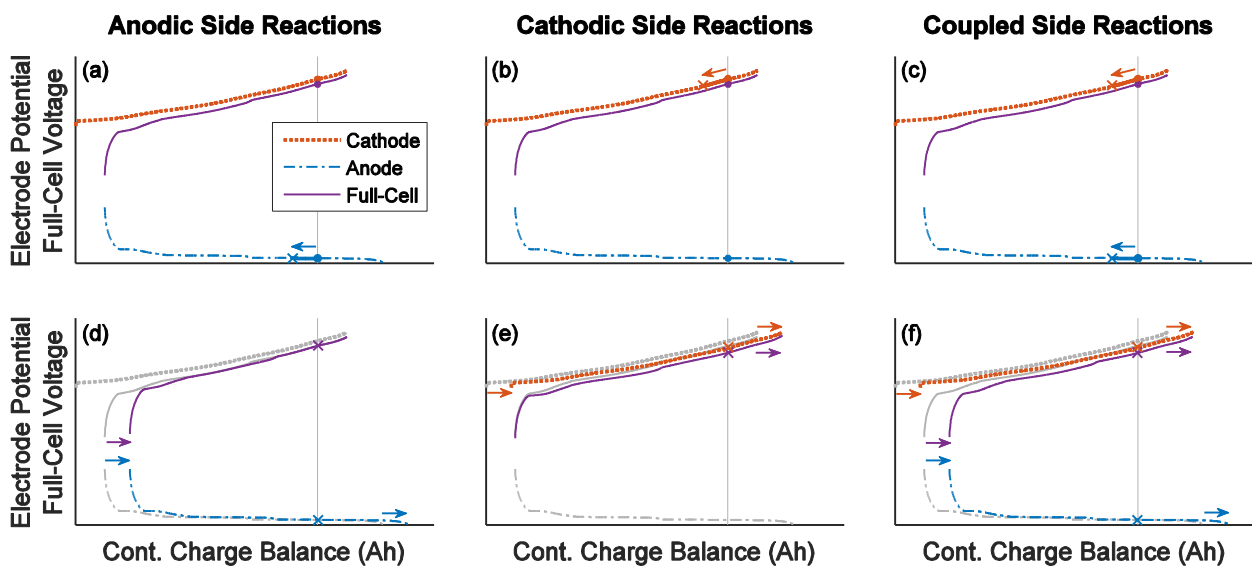 Anodic Side Reactions
Cathodic Side Reactions
Coupled Side Reactions
Electrode Potential
Full-Cell Voltage
(a)
Cathode
Anode
Full-Cell
(b)
(c)
Electrode Potential
Full-Cell Voltage
(d)
(e)
(f)
Cont. Charge Balance (Ah)
Cont. Charge Balance (Ah)
Cont. Charge Balance (Ah)